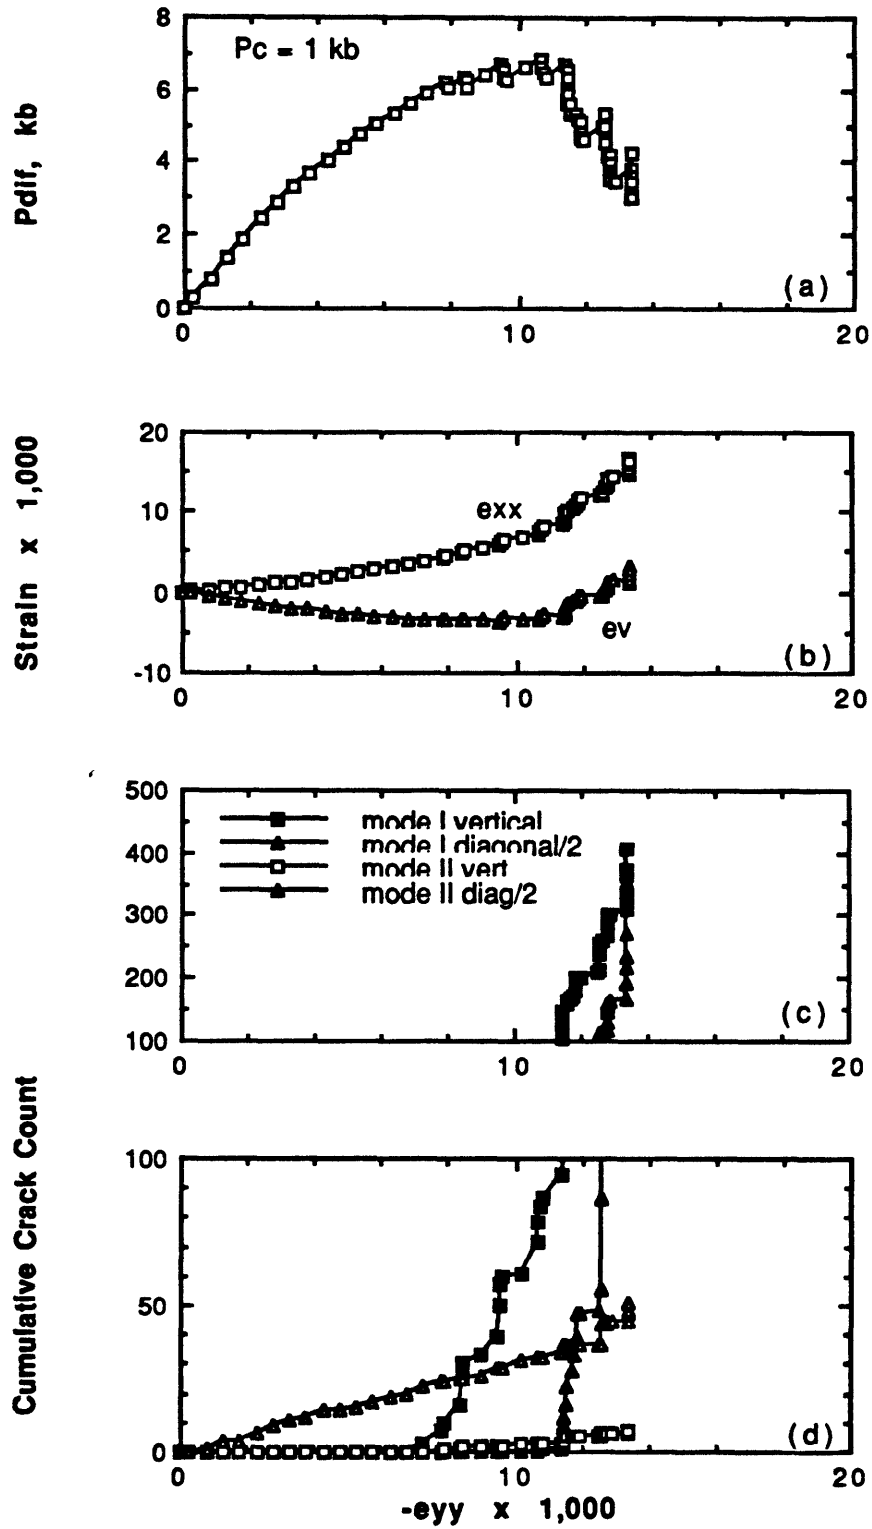 8
Pc = 1 kb
6
4
2
0
Pdif, kb
(a)
0 10 20
20
10
0
-10
Strain x 1,000
exx
ev
(b)
0 10 20
500
400
300
200
100
mode I vertical
mode I diagonal/2
mode II vert
mode II diag/2
(c)
0 10 20
Cumulative Crack Count
100
50
0
(d)
0 10 20
-eyy x 1,000